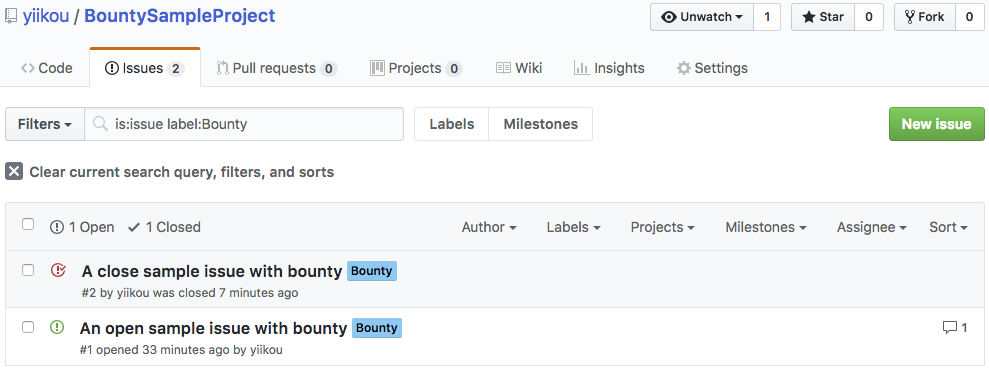 yiikou / BountySampleProject Unwatch 1 Star 0 Fork 0
Code Issues 2 Pull requests 0 Projects 0 Wiki Insights Settings
Filters is:issue label:Bounty Labels Milestones New issue
Clear current search query, filters, and sorts
1 Open 1 Closed Author Labels Projects Milestones Assignee Sort
A close sample issue with bounty Bounty
#2 by yiikou was closed 7 minutes ago
An open sample issue with bounty Bounty 1
#1 opened 33 minutes ago by yiikou